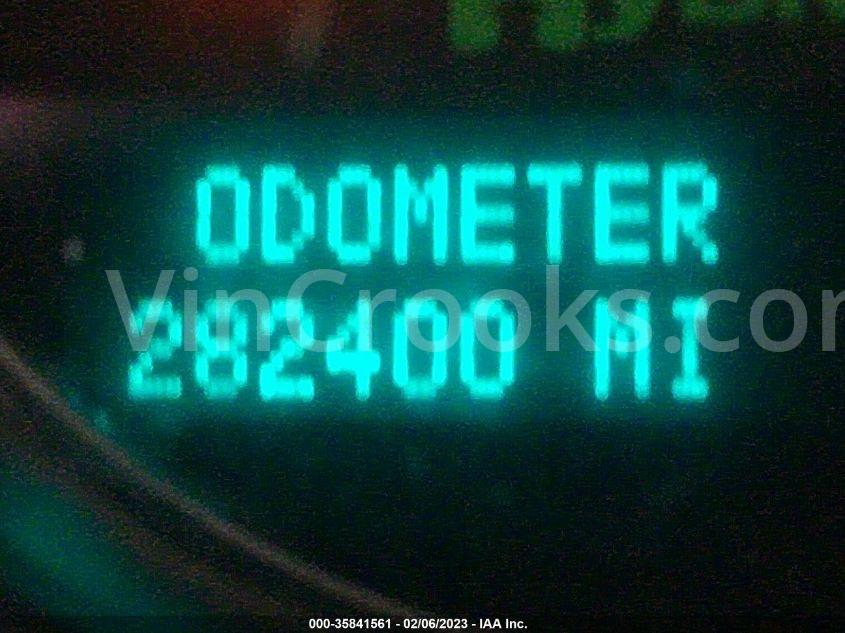 ODOMETER
282400 MI
VinCrooks.com
000-35841561 - 02/06/2023 - IAA Inc.